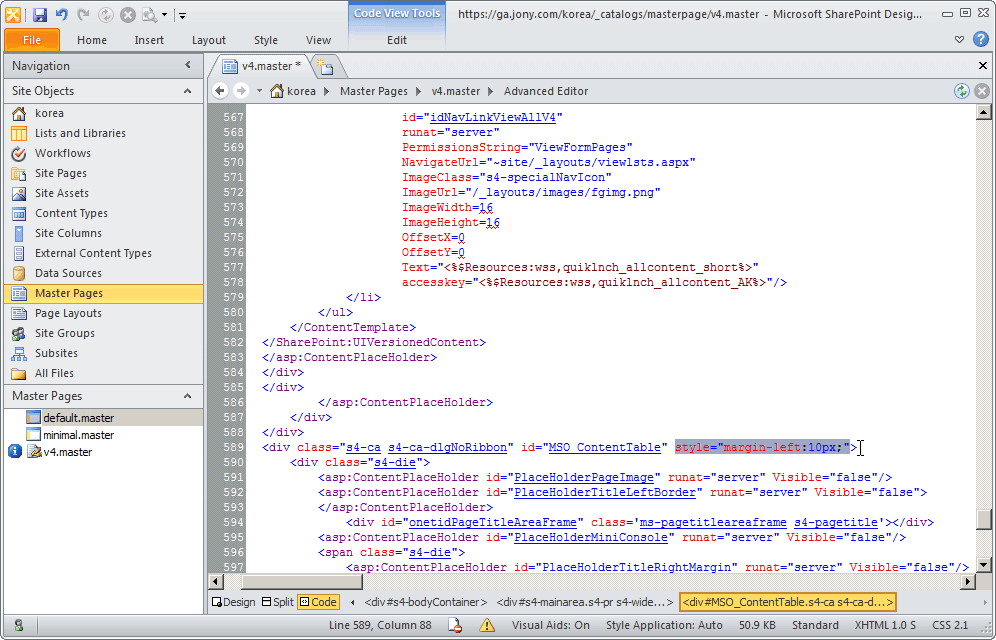 Code View Tools
https://ga.jony.com/korea/_catalogs/masterpage/v4.master - Microsoft SharePoint Desig...
File Home Insert Layout Style View Edit
Navigation
Site Objects
korea
Lists and Libraries
Workflows
Site Pages
Site Assets
Content Types
Site Columns
External Content Types
Data Sources
Master Pages
Page Layouts
Site Groups
Subsites
All Files
Master Pages
default.master
minimal.master
v4.master
v4.master *
korea Master Pages v4.master Advanced Editor
567 id="idNavLinkViewAllV4"
568 runat="server"
569 PermissionsString="ViewFormPages"
570 NavigateUrl="~site/_layouts/viewlsts.aspx"
571 ImageClass="s4-specialNavIcon"
572 ImageUrl="/_layouts/images/fgimg.png"
573 ImageWidth=16
574 ImageHeight=16
575 OffsetX=0
576 OffsetY=0
577 Text="<%$Resources:wss,quiklnch_allcontent_short%>"
578 accesskey="<%$Resources:wss,quiklnch_allcontent_AK%>"/>
579 </li>
580 </ul>
581 </ContentTemplate>
582 </SharePoint:UIVersionedContent>
583 </asp:ContentPlaceHolder>
584 </div>
585 </div>
586 </asp:ContentPlaceHolder>
587 </div>
588 </div>
589 <div class="s4-ca s4-ca-dlgNoRibbon" id="MSO_ContentTable" style="margin-left:10px;">
590 <div class="s4-die">
591 <asp:ContentPlaceHolder id="PlaceHolderPageImage" runat="server" Visible="false"/>
592 <asp:ContentPlaceHolder id="PlaceHolderTitleLeftBorder" runat="server" Visible="false">
593 </asp:ContentPlaceHolder>
594 <div id="onetidPageTitleAreaFrame" class='ms-pagetitleareaframe s4-pagetitle'></div>
595 <asp:ContentPlaceHolder id="PlaceHolderMiniConsole" runat="server" Visible="false"/>
596 <span class="s4-die">
597 <asp:ContentPlaceHolder id="PlaceHolderTitleRightMargin" runat="server" Visible="false"/>
Design Split Code <div#s4-bodyContainer> <div#s4-mainarea.s4-pr s4-wide...> <div#MSO_ContentTable.s4-ca s4-ca-d...>
Line 589, Column 88 Visual Aids: On Style Application: Auto 50.9 KB Standard XHTML 1.0 S CSS 2.1